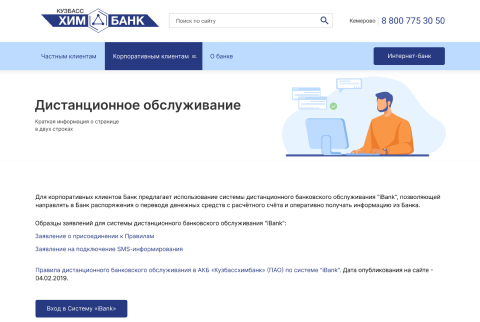 КУЗБАСС
ХИМ БАНК
Поиск по сайту
Кемерово : 8 800 775 30 50
Частным клиентам
Корпоративным клиентам
О банке
Интернет-банк
Дистанционное обслуживание
Краткая информация о странице
в двух строках
Для корпоративных клиентов Банк предлагает использование системы дистанционного банковского обслуживания "iBank", позволяющей
направлять в Банк распоряжения о переводе денежных средств с расчётного счёта и оперативно получать информацию из Банка.
Образцы заявлений для системы дистанционного банковского обслуживания "iBank":
Заявление о присоединении к Правилам
Заявление на подключение SMS-информирования
Правила дистанционного банковского обслуживания в АКБ «Кузбассхимбанк» (ПАО) по системе "iBank". Дата опубликования на сайте -
04.02.2019.
Вход в Систему «iBank»